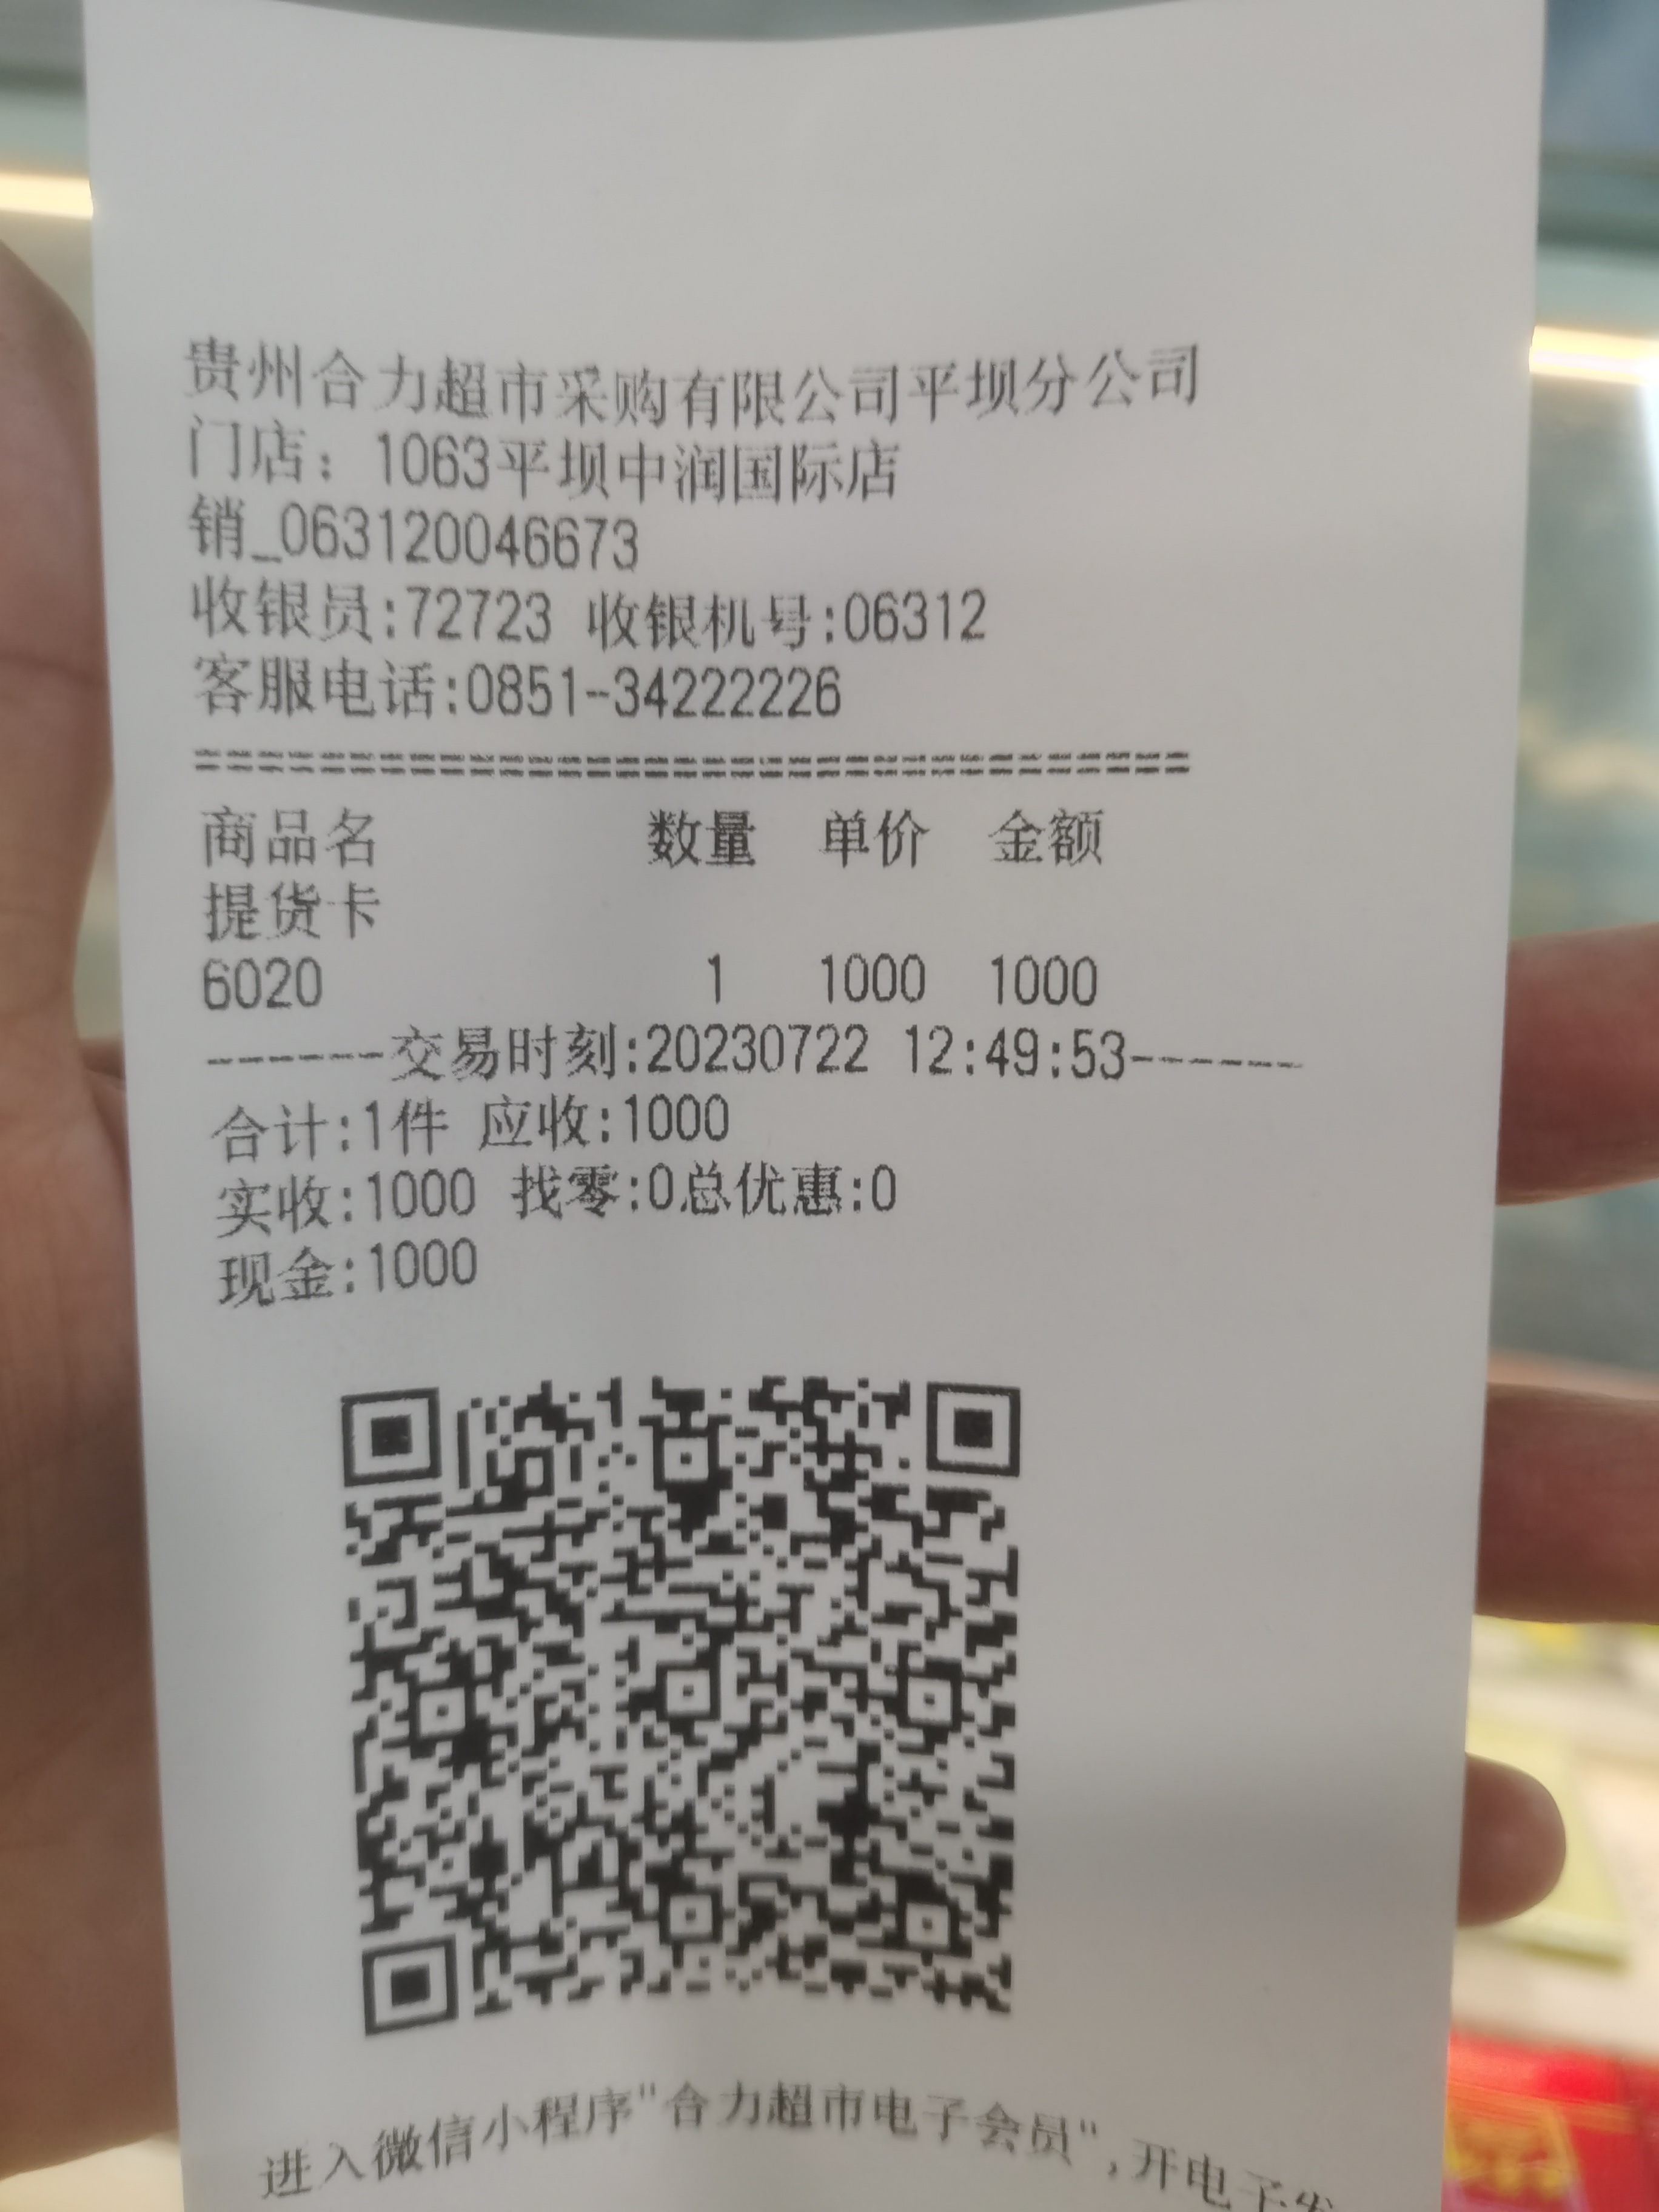 贵州合力超市采购有限公司平坝分公司
门店：1063平坝中润国际店
销_063120046673
收银员:72723 收银机号:06312
客服电话:0851-34222226
==================================
商品名 数量 单价 金额
提货卡
6020 1 1000 1000
------交易时刻:20230722 12:49:53------
合计:1件 应收:1000
实收:1000 找零:0总优惠:0
现金:1000
进入微信小程序"合力超市电子会员",开电子发